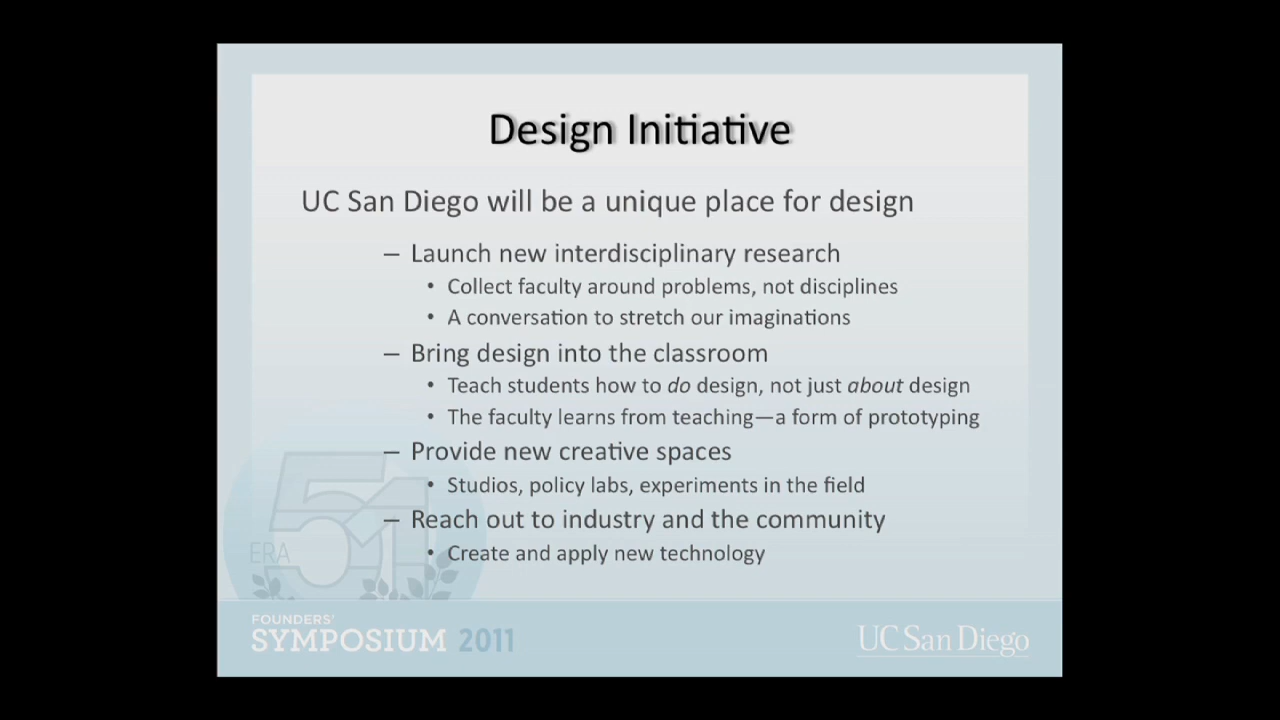 Design Initiative
UC San Diego will be a unique place for design
– Launch new interdisciplinary research
• Collect faculty around problems, not disciplines
• A conversation to stretch our imaginations
– Bring design into the classroom
• Teach students how to do design, not just about design
• The faculty learns from teaching—a form of prototyping
– Provide new creative spaces
• Studios, policy labs, experiments in the field
– Reach out to industry and the community
• Create and apply new technology
ERA 51
FOUNDERS'
SYMPOSIUM 2011
UC San Diego